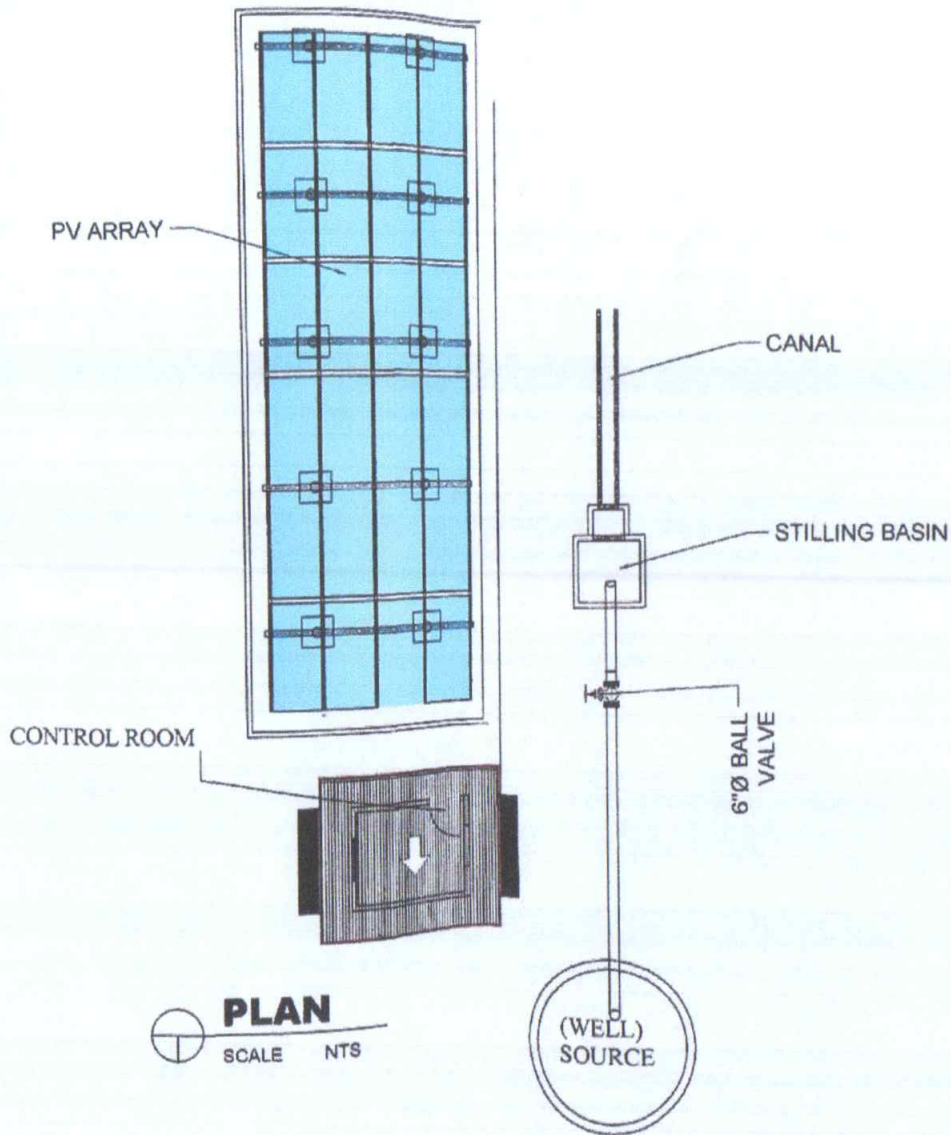 PV ARRAY
CANAL
STILLING BASIN
6"Ø BALL
VALVE
CONTROL ROOM
(WELL)
SOURCE
PLAN
SCALE NTS